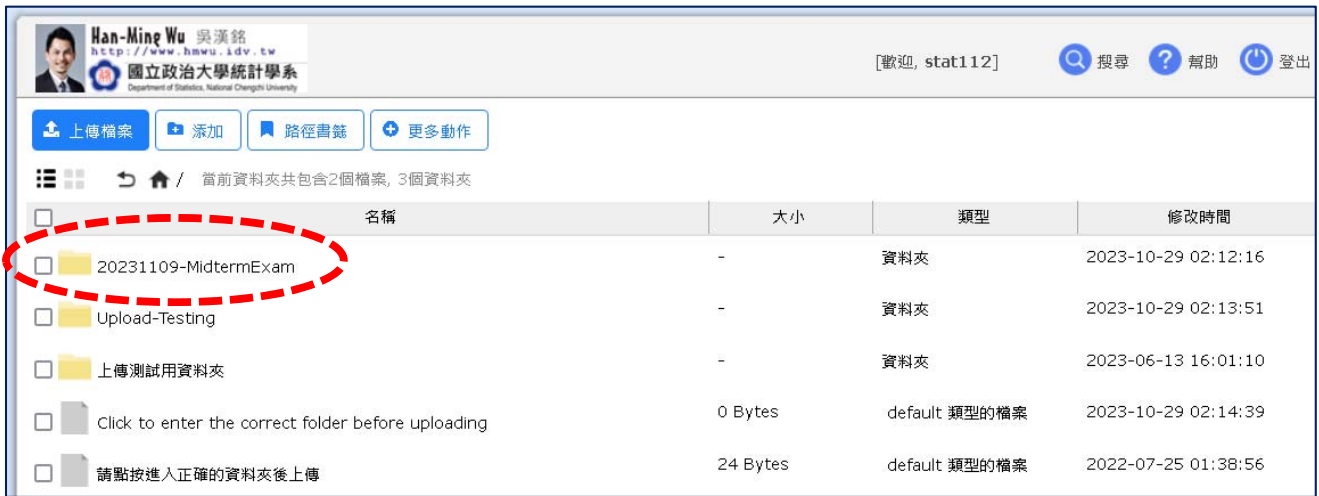 Han-Ming Wu 吳漢銘
http://www.hmwu.idv.tw
國立政治大學統計學系
Department of Statistics, National Chengchi University
[歡迎, stat112] 搜尋 幫助 登出
上傳檔案 添加 路徑書籤 更多動作
/ 當前資料夾共包含2個檔案, 3個資料夾
名稱 大小 類型 修改時間
20231109-MidtermExam - 資料夾 2023-10-29 02:12:16
Upload-Testing - 資料夾 2023-10-29 02:13:51
上傳測試用資料夾 - 資料夾 2023-06-13 16:01:10
Click to enter the correct folder before uploading 0 Bytes default 類型的檔案 2023-10-29 02:14:39
請點按進入正確的資料夾後上傳 24 Bytes default 類型的檔案 2022-07-25 01:38:56